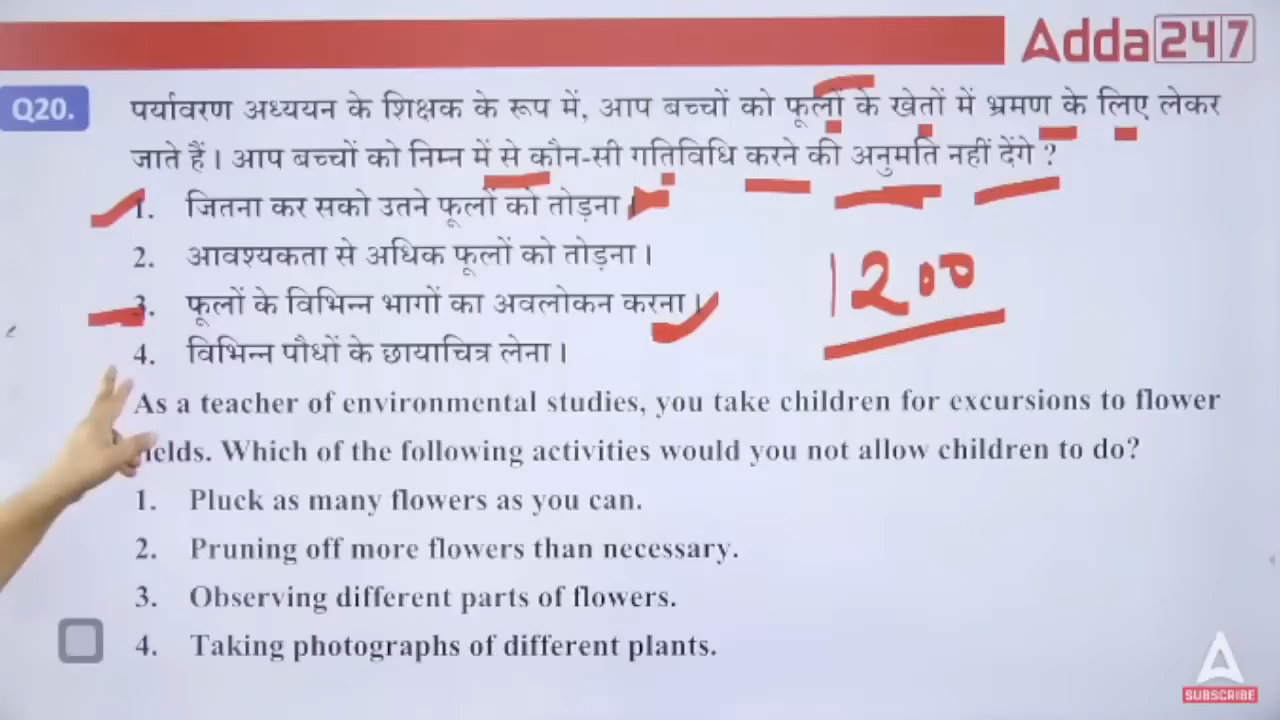 Adda 247
Q20. पर्यावरण अध्ययन के शिक्षक के रूप में, आप बच्चों को फूलों के खेतों में भ्रमण के लिए लेकर
जाते हैं। आप बच्चों को निम्न में से कौन-सी गतिविधि करने की अनुमति नहीं देंगे ?
1. जितना कर सको उतने फूलों को तोड़ना।
2. आवश्यकता से अधिक फूलों को तोड़ना।
3. फूलों के विभिन्न भागों का अवलोकन करना।
4. विभिन्न पौधों के छायाचित्र लेना।
1200
As a teacher of environmental studies, you take children for excursions to flower
fields. Which of the following activities would you not allow children to do?
1. Pluck as many flowers as you can.
2. Pruning off more flowers than necessary.
3. Observing different parts of flowers.
4. Taking photographs of different plants.
SUBSCRIBE